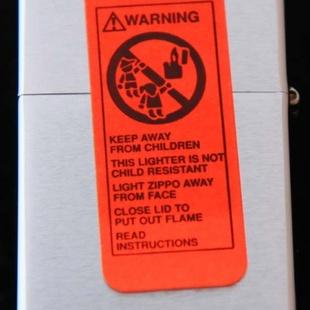 WARNING
KEEP AWAY
FROM CHILDREN
THIS LIGHTER IS NOT
CHILD RESISTANT
LIGHT ZIPPO AWAY
FROM FACE
CLOSE LID TO
PUT OUT FLAME
READ
INSTRUCTIONS